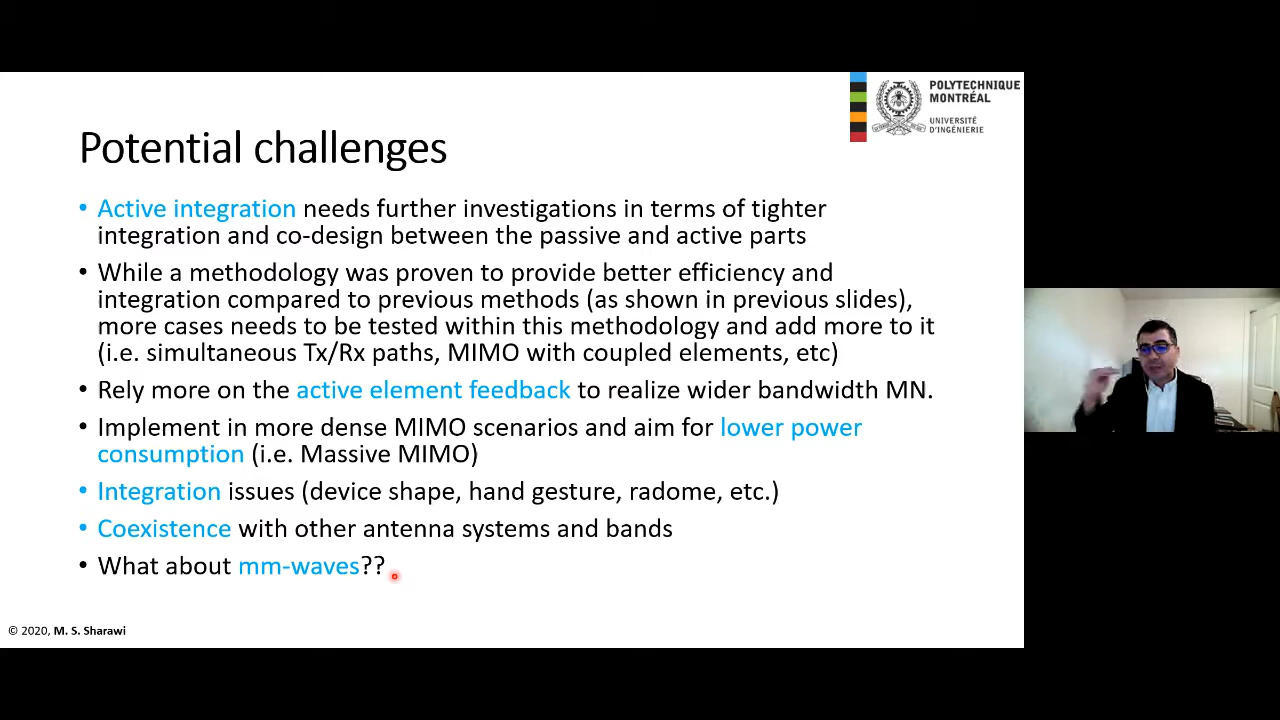 POLYTECHNIQUE
MONTRÉAL
UNIVERSITÉ
D'INGÉNIERIE
Potential challenges
• Active integration needs further investigations in terms of tighter
integration and co-design between the passive and active parts
• While a methodology was proven to provide better efficiency and
integration compared to previous methods (as shown in previous slides),
more cases needs to be tested within this methodology and add more to it
(i.e. simultaneous Tx/Rx paths, MIMO with coupled elements, etc)
• Rely more on the active element feedback to realize wider bandwidth MN.
• Implement in more dense MIMO scenarios and aim for lower power
consumption (i.e. Massive MIMO)
• Integration issues (device shape, hand gesture, radome, etc.)
• Coexistence with other antenna systems and bands
• What about mm-waves??
© 2020, M. S. Sharawi